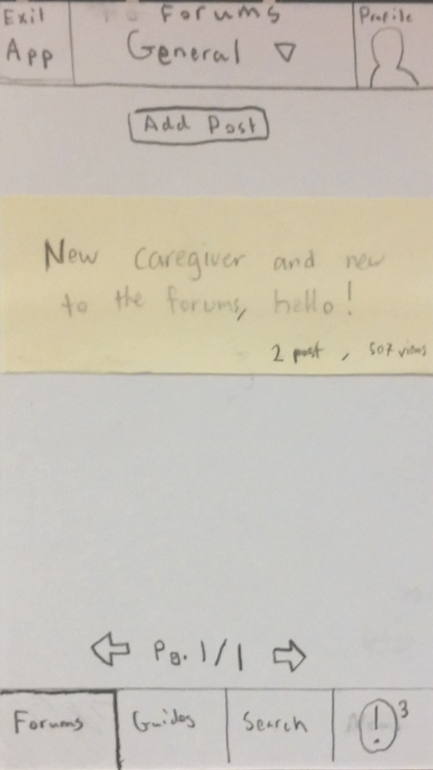 Exit
App
Forums
General
Profile
Add Post
New caregiver and new
to the forums, hello!
2 post, 507 views
Pg. 1/1
Forums
Guides
Search
! 3